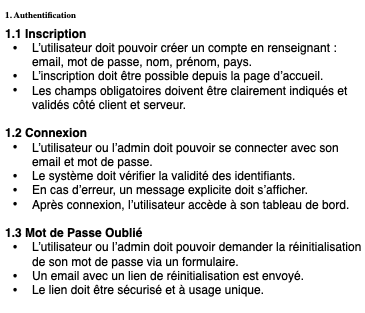 1. Authentification
1.1 Inscription
• L’utilisateur doit pouvoir créer un compte en renseignant :
email, mot de passe, nom, prénom, pays.
• L’inscription doit être possible depuis la page d’accueil.
• Les champs obligatoires doivent être clairement indiqués et
validés côté client et serveur.
1.2 Connexion
• L’utilisateur ou l’admin doit pouvoir se connecter avec son
email et mot de passe.
• Le système doit vérifier la validité des identifiants.
• En cas d’erreur, un message explicite doit s’afficher.
• Après connexion, l’utilisateur accède à son tableau de bord.
1.3 Mot de Passe Oublié
• L’utilisateur ou l’admin doit pouvoir demander la réinitialisation
de son mot de passe via un formulaire.
• Un email avec un lien de réinitialisation est envoyé.
• Le lien doit être sécurisé et à usage unique.